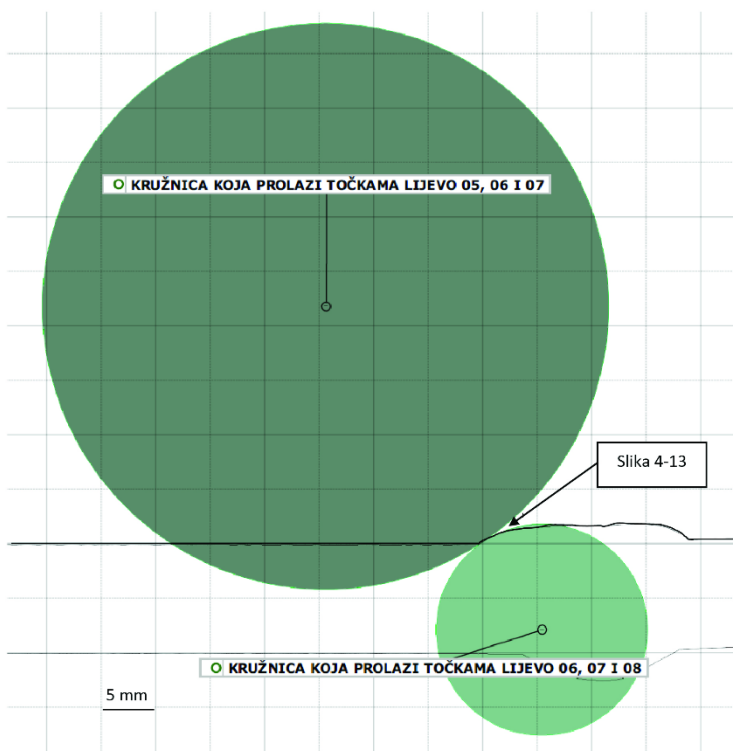 KRUŽNICA KOJA PROLAZI TOČKAMA LIJEVO 05, 06 I 07
Slika 4-13
KRUŽNICA KOJA PROLAZI TOČKAMA LIJEVO 06, 07 I 08
5 mm